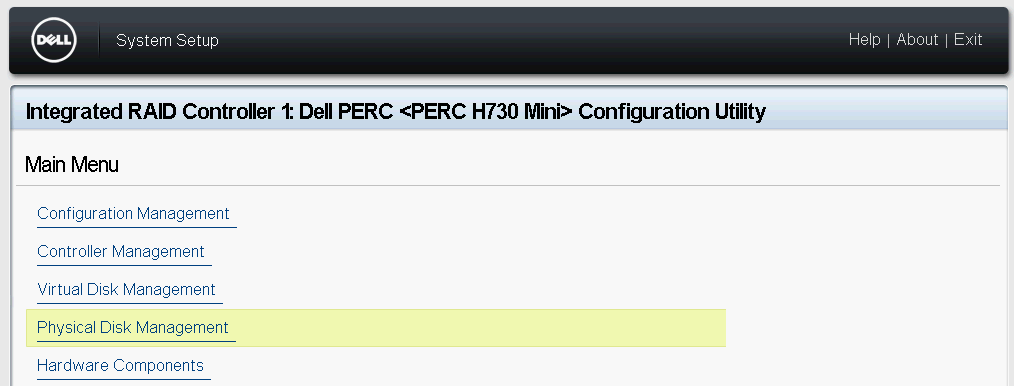 DELL System Setup Help | About | Exit
Integrated RAID Controller 1: Dell PERC <PERC H730 Mini> Configuration Utility
Main Menu
Configuration Management
Controller Management
Virtual Disk Management
Physical Disk Management
Hardware Components